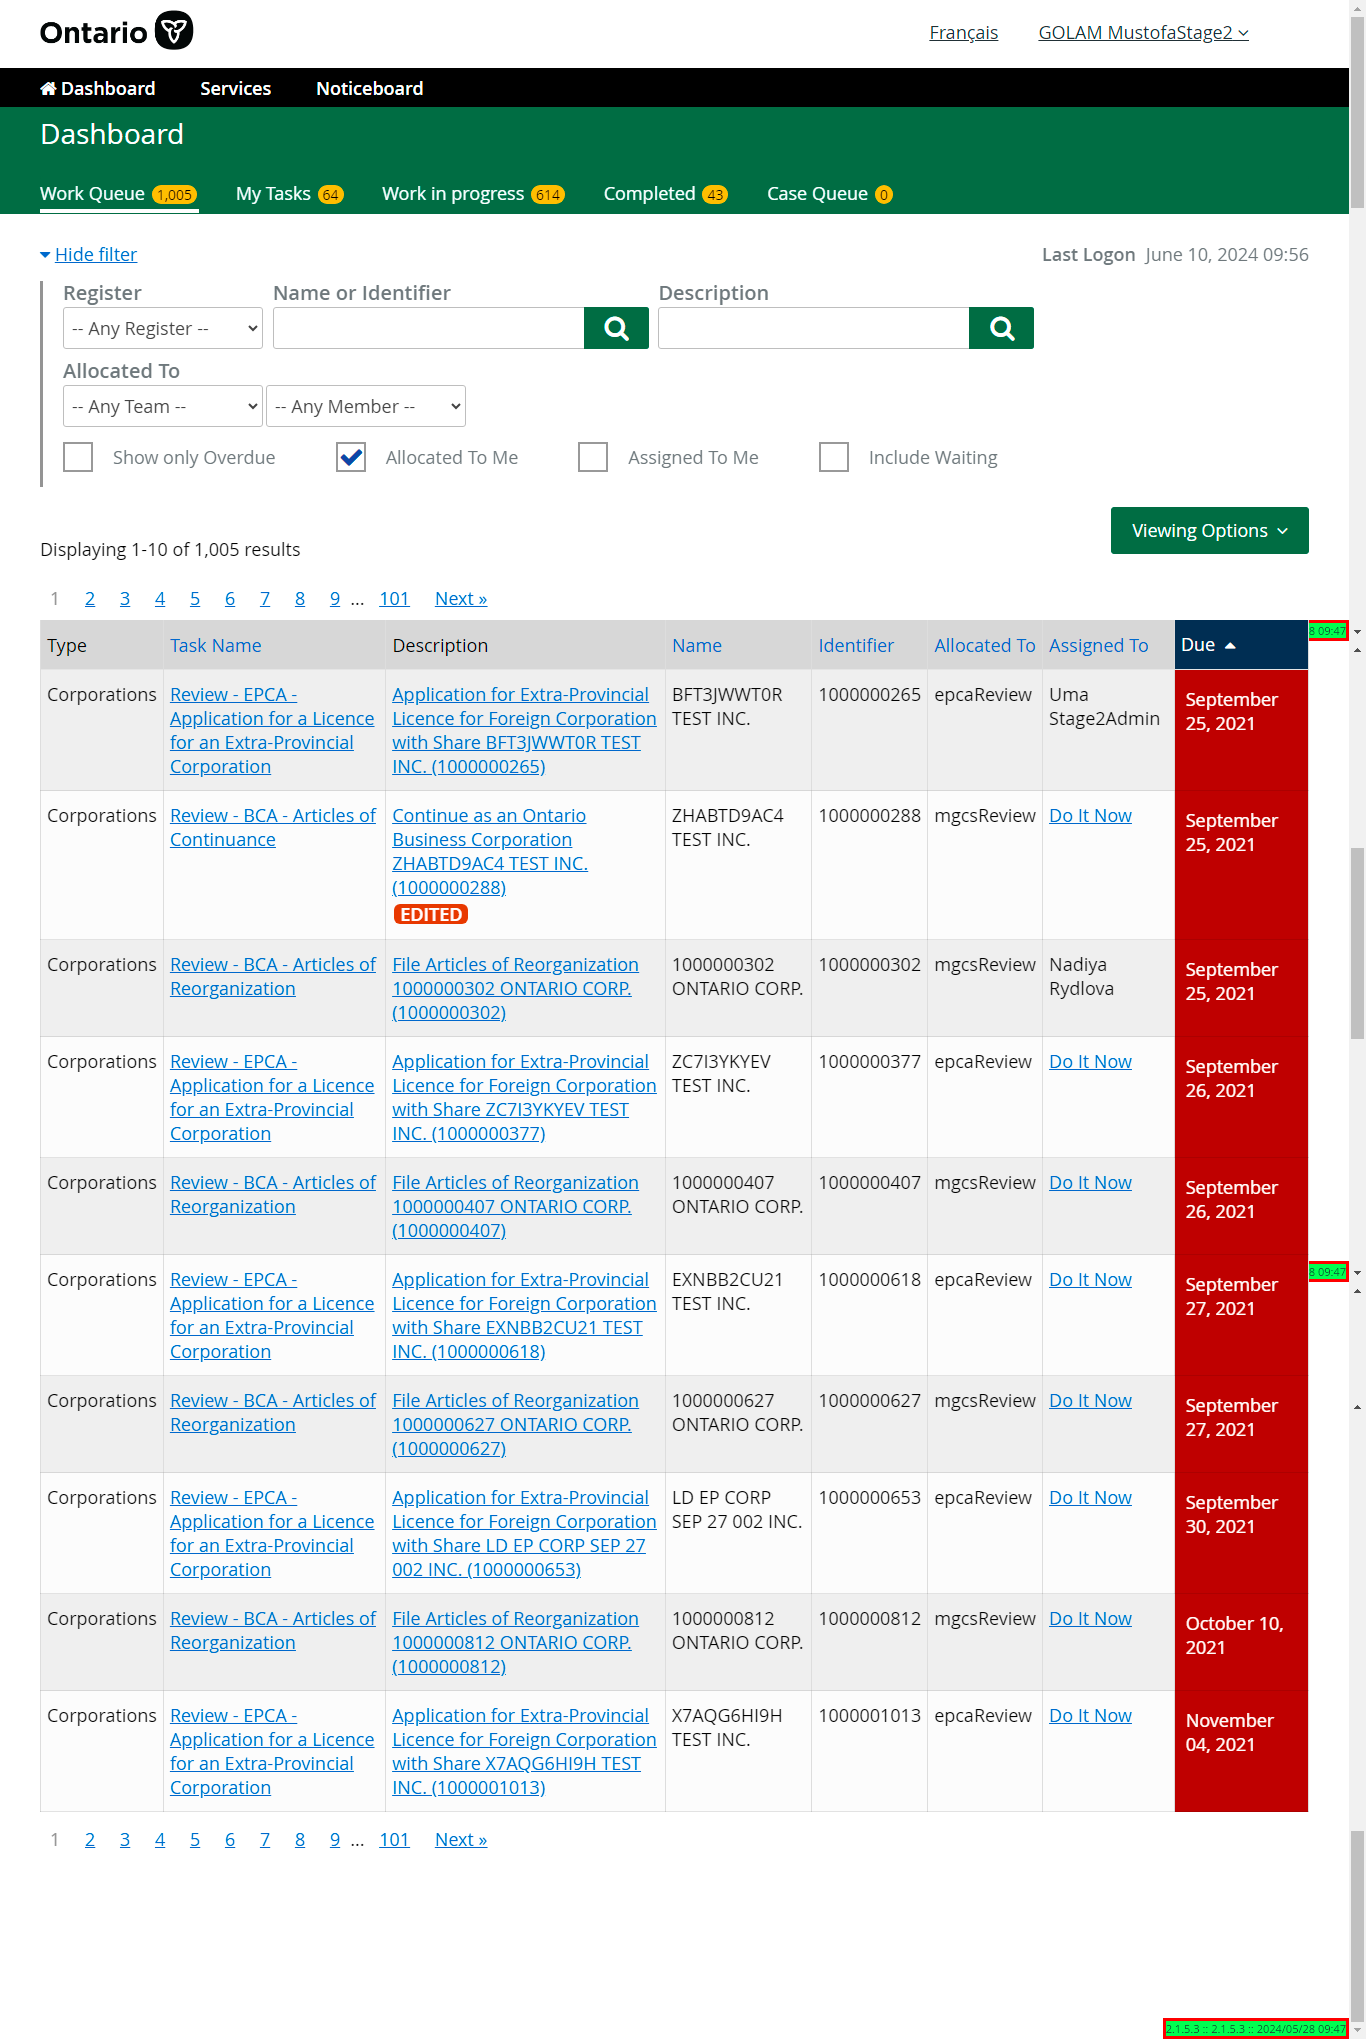 Ontario
Français GOLAM MustofaStage2
Dashboard Services Noticeboard
Dashboard
Work Queue 1,005 My Tasks 64 Work in progress 614 Completed 43 Case Queue 0
Hide filter Last Logon June 10, 2024 09:56
Register Name or Identifier Description
-- Any Register --
Allocated To
-- Any Team -- -- Any Member --
Show only Overdue Allocated To Me Assigned To Me Include Waiting
Viewing Options
Displaying 1-10 of 1,005 results
1 2 3 4 5 6 7 8 9 ... 101 Next »
8 09:47
Type Task Name Description Name Identifier Allocated To Assigned To Due
Corporations Review - EPCA - Application for Extra-Provincial BFT3JWWT0R 1000000265 epcaReview Uma September
Application for a Licence Licence for Foreign Corporation TEST INC. Stage2Admin 25, 2021
for an Extra-Provincial with Share BFT3JWWT0R TEST
Corporation INC. (1000000265)
Corporations Review - BCA - Articles of Continue as an Ontario ZHABTD9AC4 1000000288 mgcsReview Do It Now September
Continuance Business Corporation TEST INC. 25, 2021
ZHABTD9AC4 TEST INC.
(1000000288)
EDITED
Corporations Review - BCA - Articles of File Articles of Reorganization 1000000302 1000000302 mgcsReview Nadiya September
Reorganization 1000000302 ONTARIO CORP. ONTARIO CORP. Rydlova 25, 2021
(1000000302)
Corporations Review - EPCA - Application for Extra-Provincial ZC7I3YKYEV 1000000377 epcaReview Do It Now September
Application for a Licence Licence for Foreign Corporation TEST INC. 26, 2021
for an Extra-Provincial with Share ZC7I3YKYEV TEST
Corporation INC. (1000000377)
Corporations Review - BCA - Articles of File Articles of Reorganization 1000000407 1000000407 mgcsReview Do It Now September
Reorganization 1000000407 ONTARIO CORP. ONTARIO CORP. 26, 2021
(1000000407)
Corporations Review - EPCA - Application for Extra-Provincial EXNBB2CU21 1000000618 epcaReview Do It Now September 8 09:47
Application for a Licence Licence for Foreign Corporation TEST INC. 27, 2021
for an Extra-Provincial with Share EXNBB2CU21 TEST
Corporation INC. (1000000618)
Corporations Review - BCA - Articles of File Articles of Reorganization 1000000627 1000000627 mgcsReview Do It Now September
Reorganization 1000000627 ONTARIO CORP. ONTARIO CORP. 27, 2021
(1000000627)
Corporations Review - EPCA - Application for Extra-Provincial LD EP CORP 1000000653 epcaReview Do It Now September
Application for a Licence Licence for Foreign Corporation SEP 27 002 INC. 30, 2021
for an Extra-Provincial with Share LD EP CORP SEP 27
Corporation 002 INC. (1000000653)
Corporations Review - BCA - Articles of File Articles of Reorganization 1000000812 1000000812 mgcsReview Do It Now October 10,
Reorganization 1000000812 ONTARIO CORP. ONTARIO CORP. 2021
(1000000812)
Corporations Review - EPCA - Application for Extra-Provincial X7AQG6HI9H 1000001013 epcaReview Do It Now November
Application for a Licence Licence for Foreign Corporation TEST INC. 04, 2021
for an Extra-Provincial with Share X7AQG6HI9H TEST
Corporation INC. (1000001013)
1 2 3 4 5 6 7 8 9 ... 101 Next »
2.1.5.3 :: 2.1.5.3 :: 2024/05/28 09:47